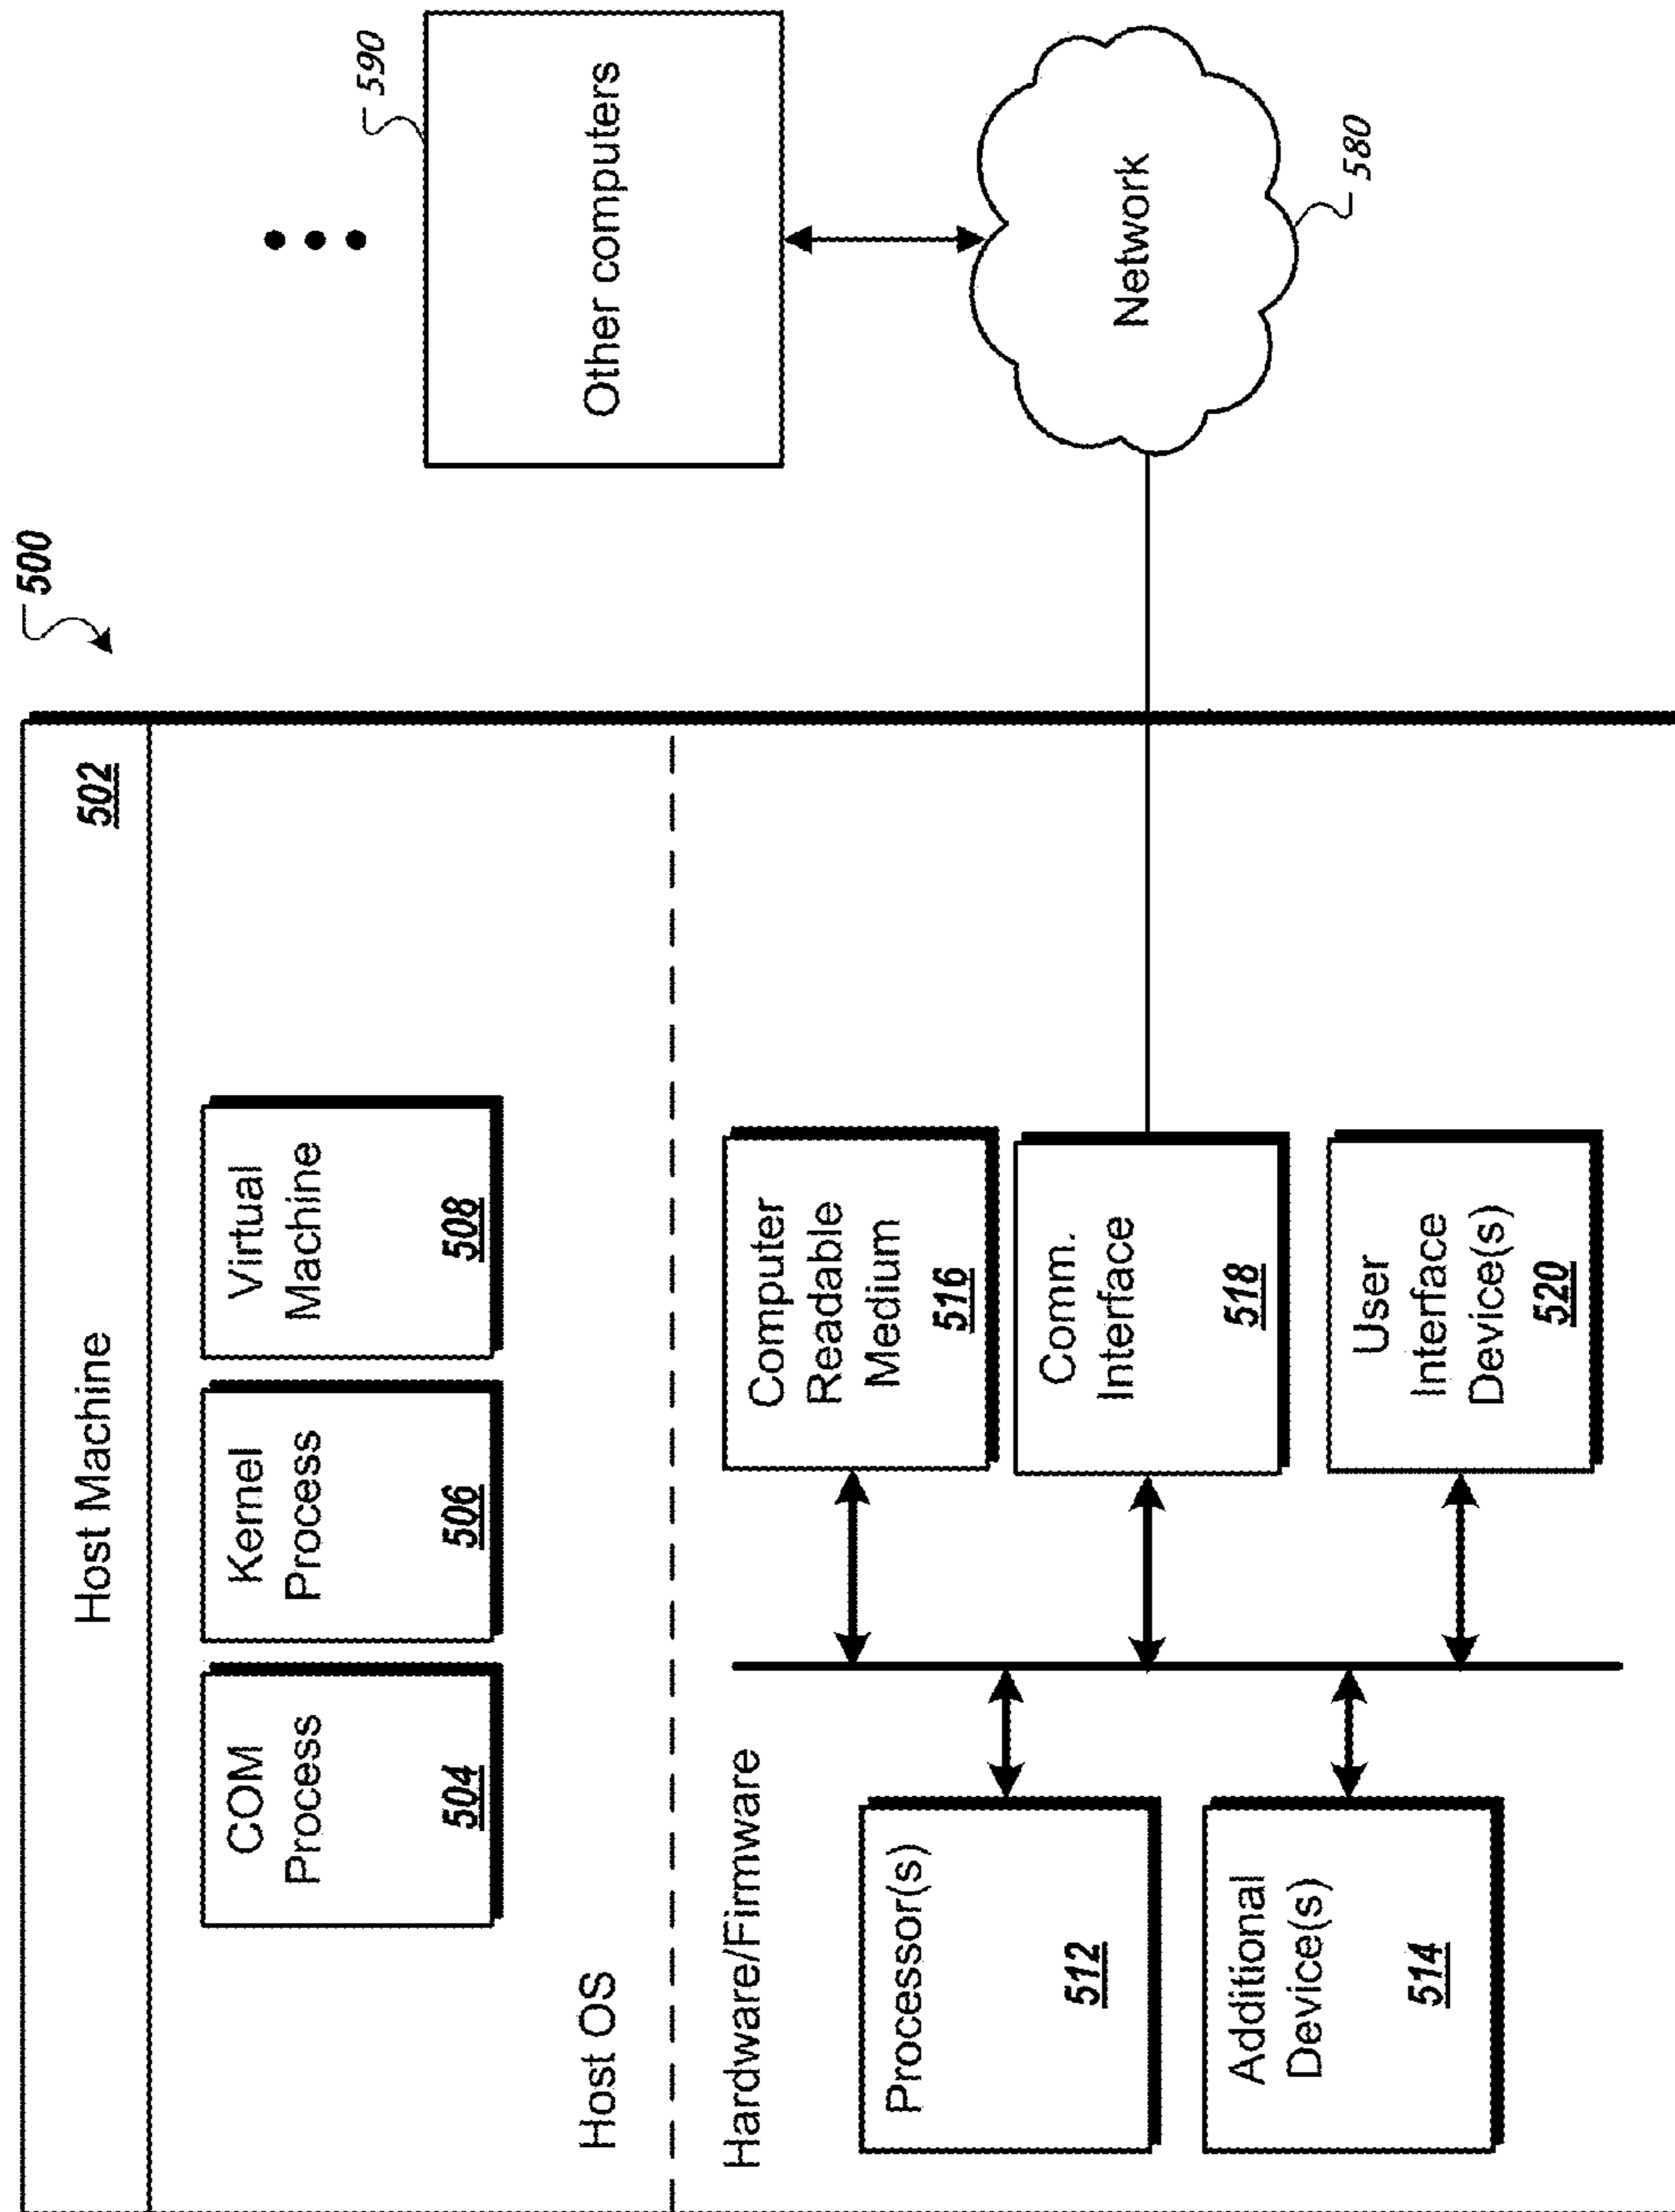 500
Host Machine
502
COM
Process
504
Kernel
Process
506
Virtual
Machine
508
Host OS
Hardware/Firmware
Processor(s)
512
Additional
Device(s)
514
Computer
Readable
Medium
516
Comm.
Interface
518
User
Interface
Device(s)
520
590
Other computers
Network
580